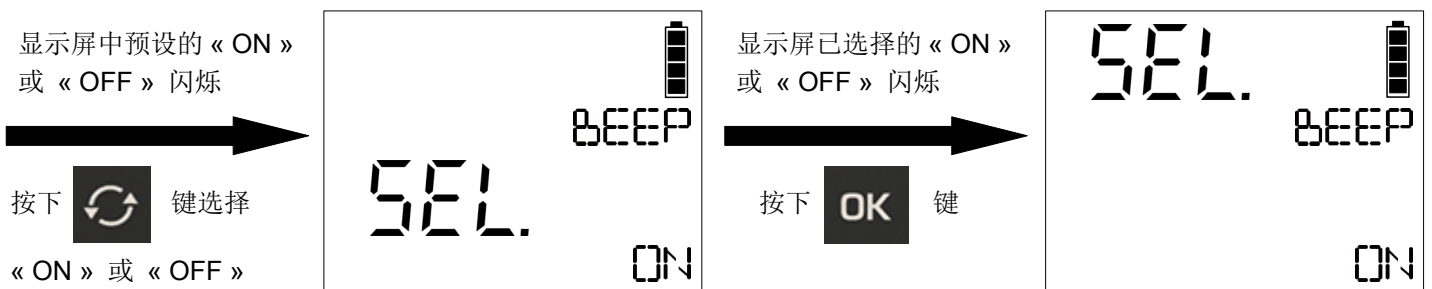 显示屏中预设的 « ON »
或 « OFF » 闪烁
按下 键选择
« ON » 或 « OFF »
BEEP
SEL.
ON
显示屏已选择的 « ON »
或 « OFF » 闪烁
按下 OK 键
SEL.
BEEP
ON